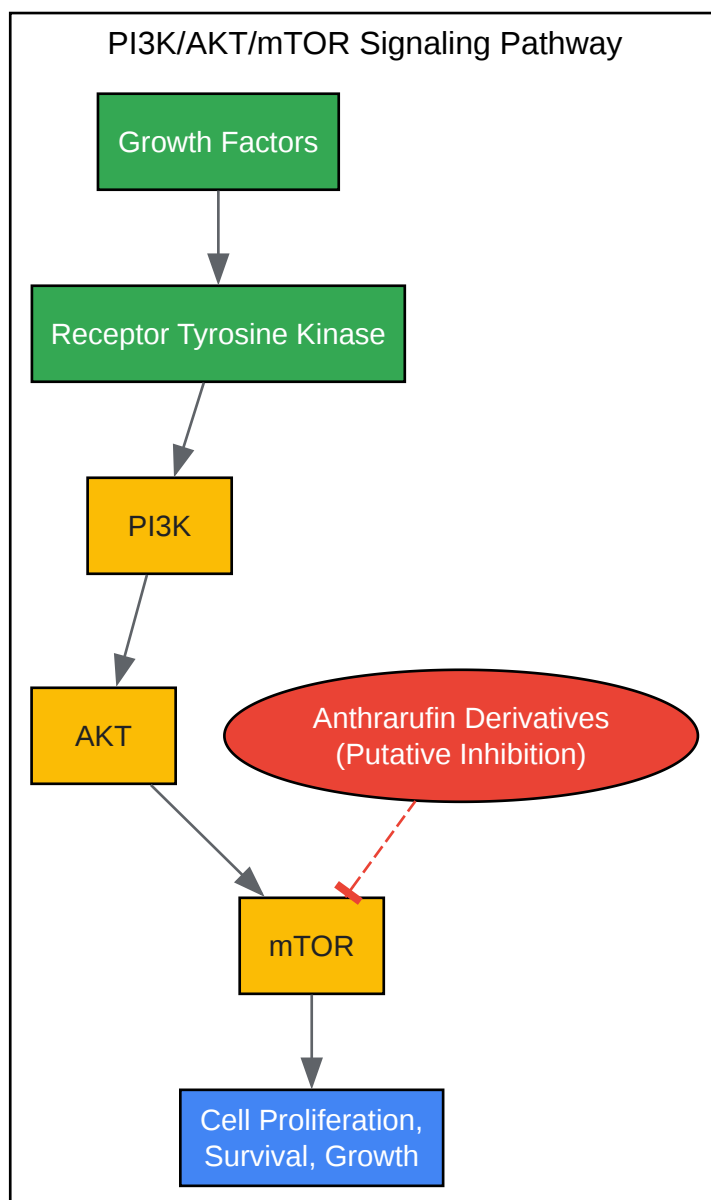 PI3K/AKT/mTOR Signaling Pathway
Growth Factors
Receptor Tyrosine Kinase
PI3K
AKT
Anthrarufin Derivatives
(Putative Inhibition)
mTOR
Cell Proliferation,
Survival, Growth